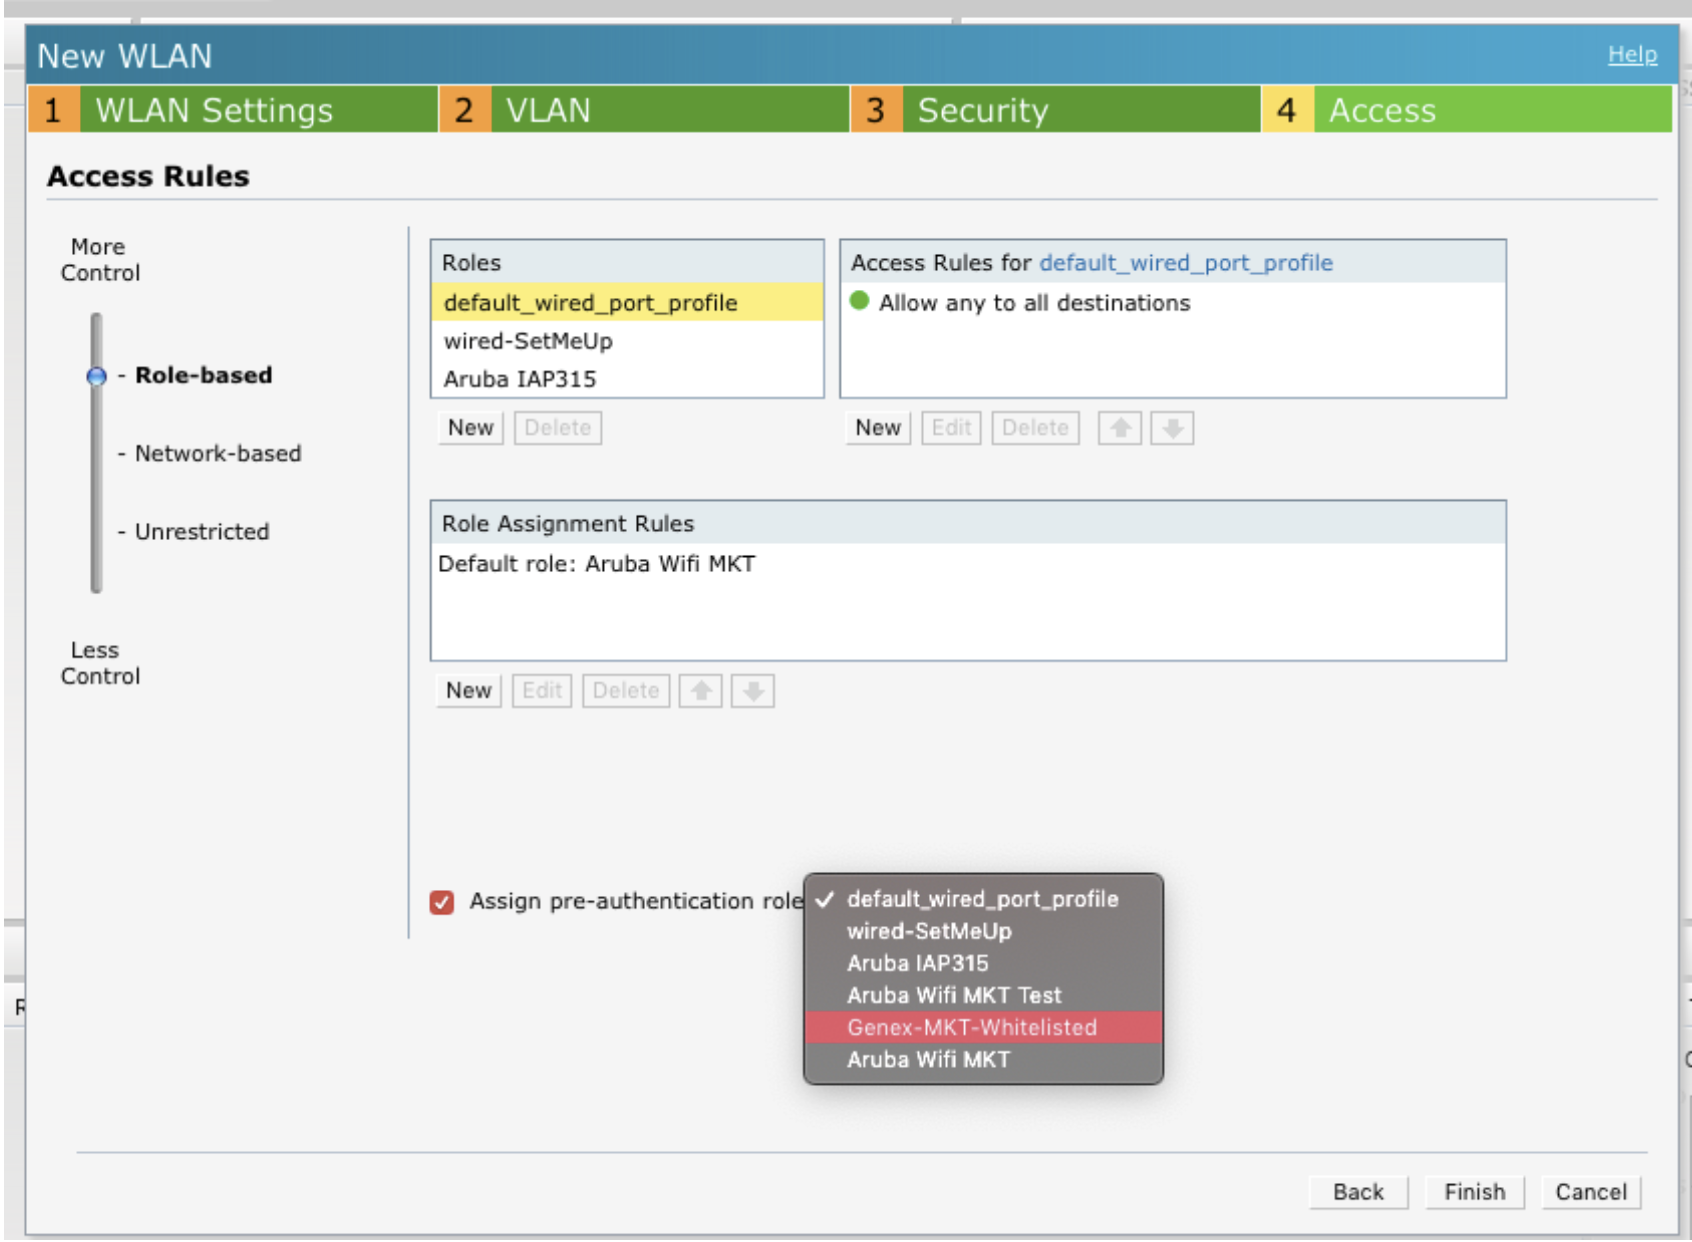 New WLAN
Help
1 WLAN Settings
2 VLAN
3 Security
4 Access
Access Rules
More
Control
- Role-based
- Network-based
- Unrestricted
Less
Control
Roles
default_wired_port_profile
wired-SetMeUp
Aruba IAP315
New Delete
Access Rules for default_wired_port_profile
Allow any to all destinations
New Edit Delete
Role Assignment Rules
Default role: Aruba Wifi MKT
New Edit Delete
Assign pre-authentication role
✓ default_wired_port_profile
wired-SetMeUp
Aruba IAP315
Aruba Wifi MKT Test
Genex-MKT-Whitelisted
Aruba Wifi MKT
Back Finish Cancel